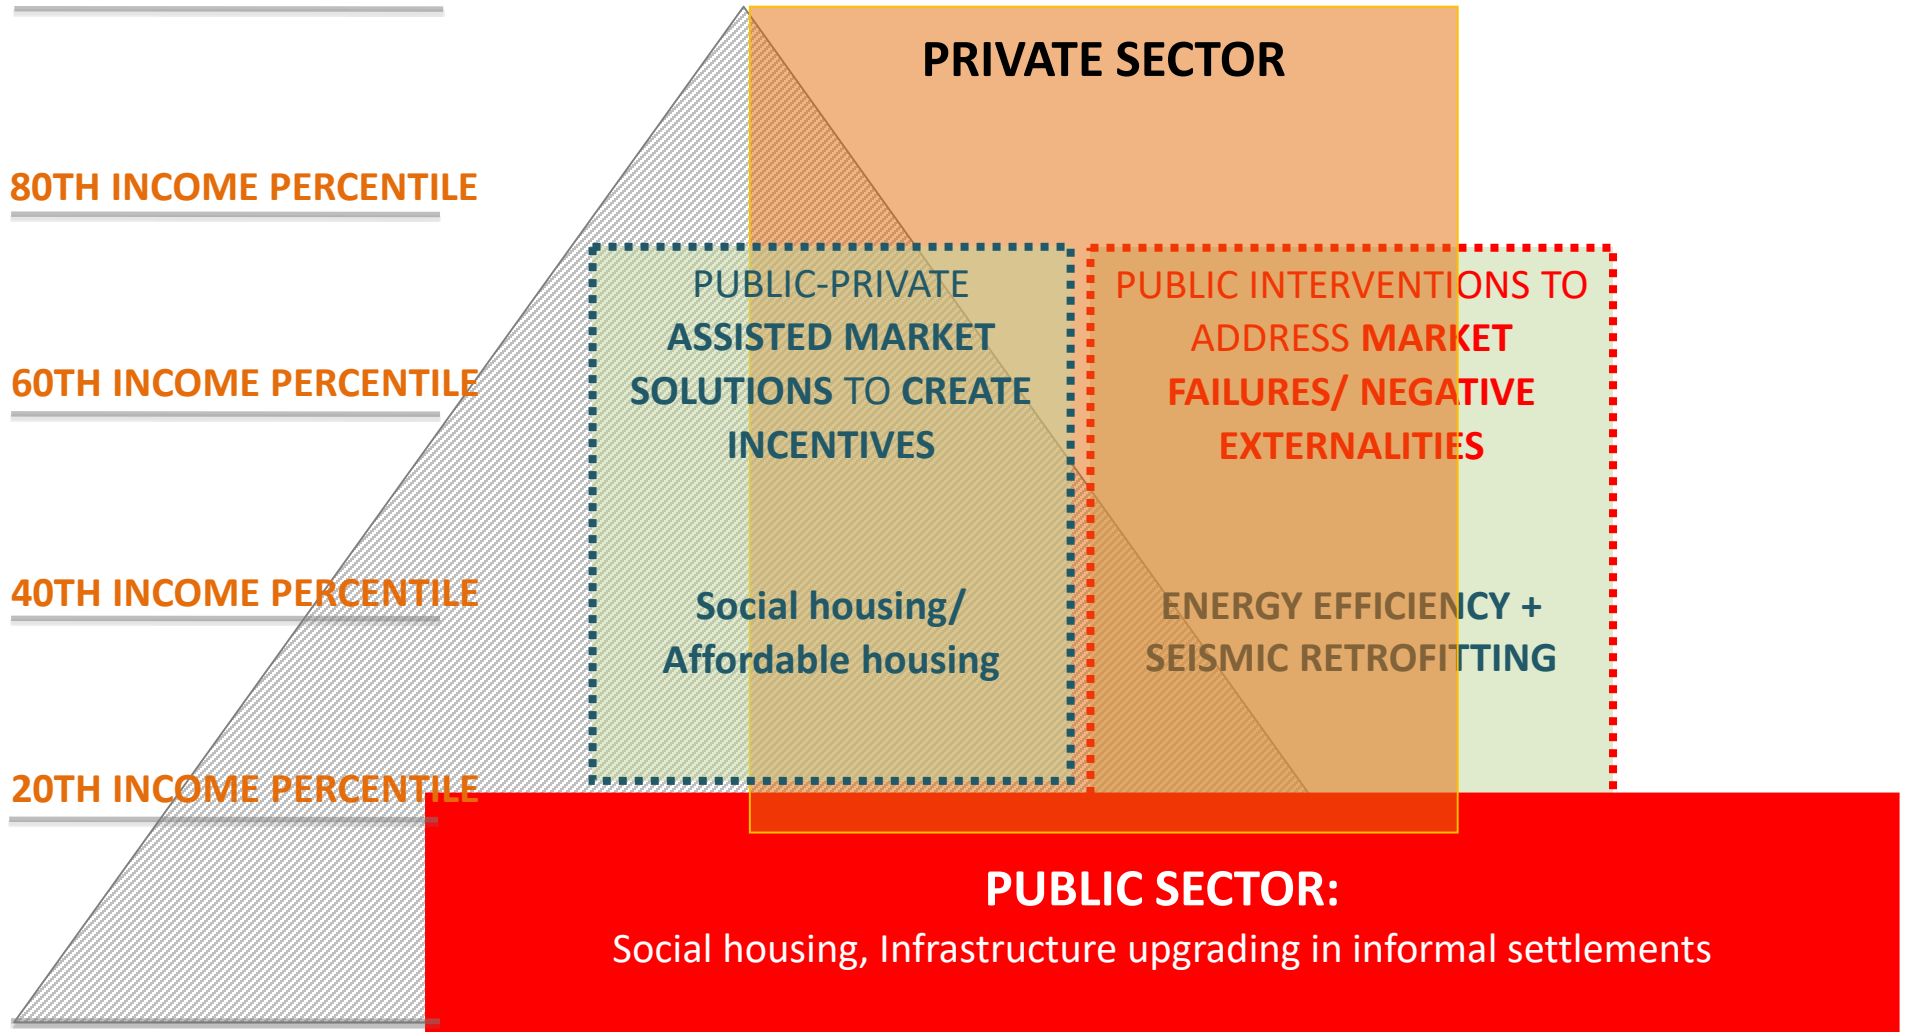 PRIVATE SECTOR
80TH INCOME PERCENTILE
60TH INCOME PERCENTILE
40TH INCOME PERCENTILE
20TH INCOME PERCENTILE
PUBLIC-PRIVATE
ASSISTED MARKET
SOLUTIONS TO CREATE
INCENTIVES
Social housing/
Affordable housing
PUBLIC INTERVENTIONS TO
ADDRESS MARKET
FAILURES/ NEGATIVE
EXTERNALITIES
ENERGY EFFICIENCY +
SEISMIC RETROFITTING
PUBLIC SECTOR:
Social housing, Infrastructure upgrading in informal settlements